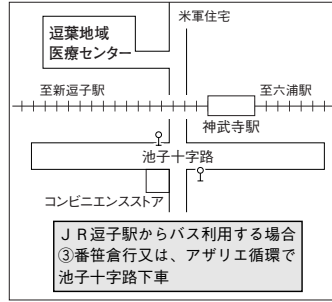 米軍住宅
逗葉地域
医療センター
至新逗子駅
至六浦駅
神武寺駅
池子十字路
コンビニエンスストア
ＪＲ逗子駅からバス利用する場合
③番笹倉行又は、アザリエ循環で
池子十字路下車